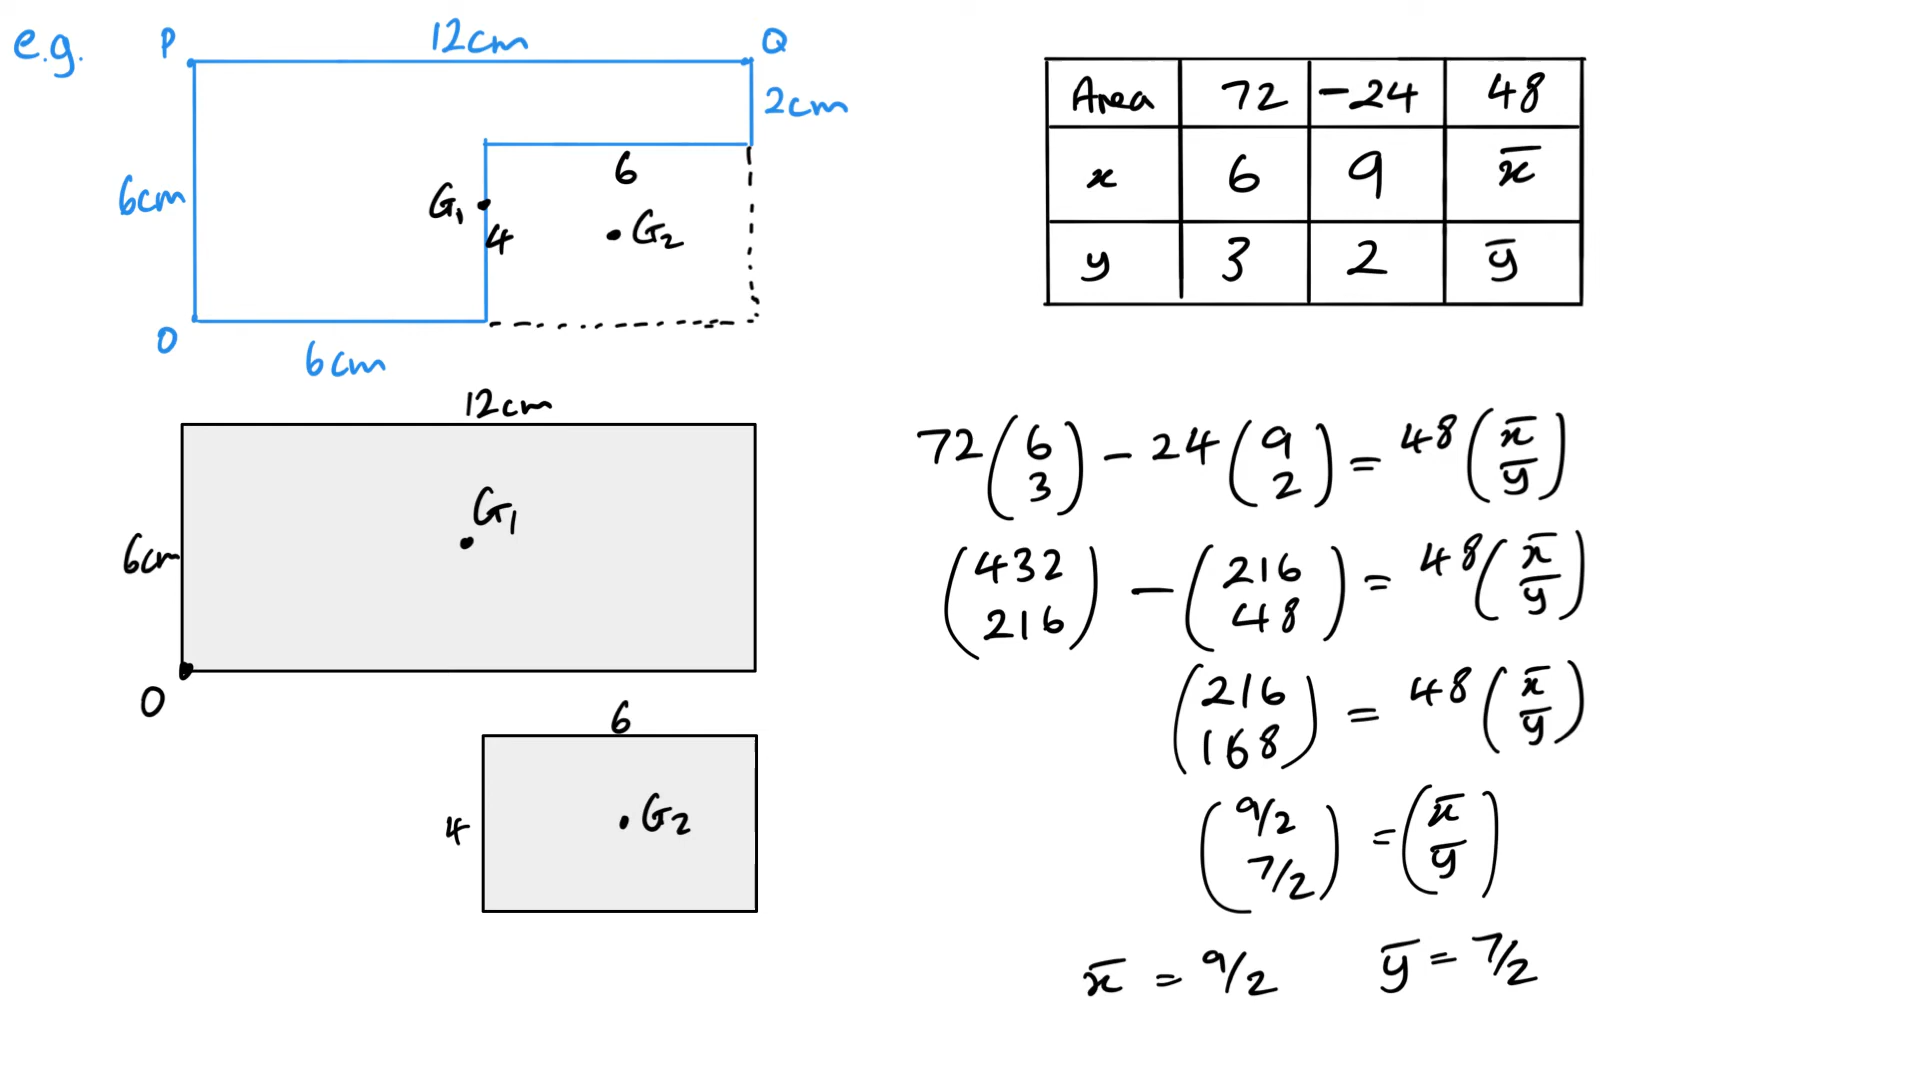 e.g.
P 12cm Q
2cm
6cm
6
G₁
4
G₂
O
6cm
12cm
6cm
G₁
O
6
4
G₂
Area 72 -24 48
x 6 9 x̅
y 3 2 y̅
72(6 3) - 24(9 2) = 48(x̅ y̅)
(432 216) - (216 48) = 48(x̅ y̅)
(216 168) = 48(x̅ y̅)
(9/2 7/2) = (x̅ y̅)
x̅ = 9/2 y̅ = 7/2